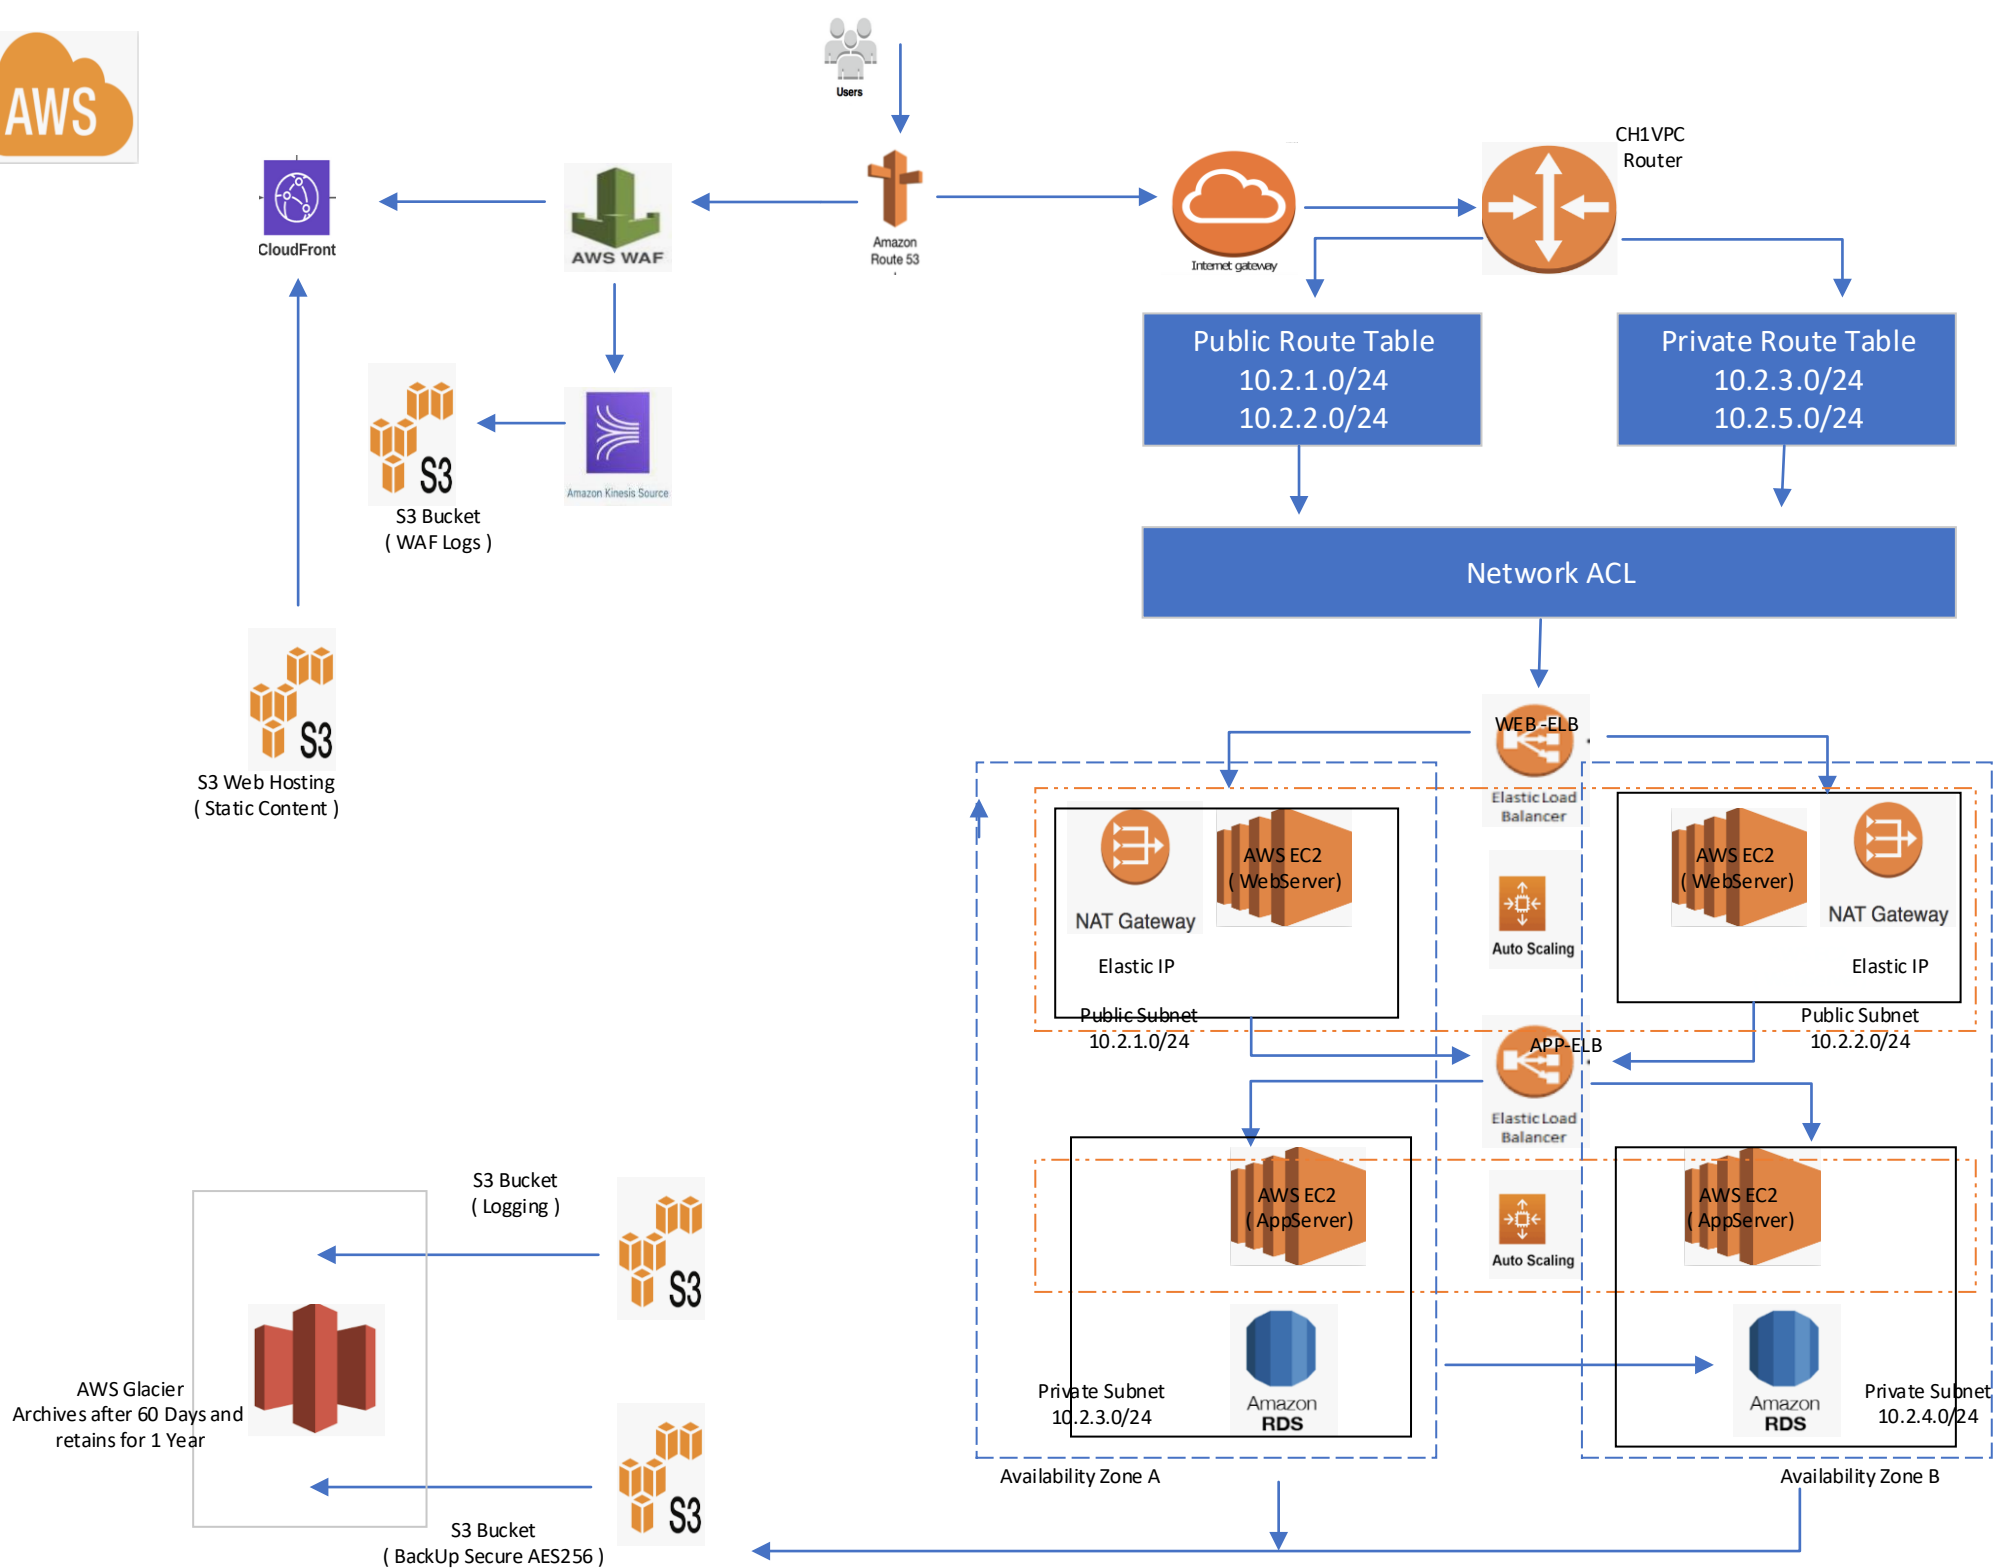 AWS
Users
CH1VPC
Router
CloudFront
AWS WAF
Amazon
Route 53
Internet gateway
Public Route Table
10.2.1.0/24
10.2.2.0/24
Private Route Table
10.2.3.0/24
10.2.5.0/24
S3
S3 Bucket
( WAF Logs )
Amazon Kinesis Source
Network ACL
S3
S3 Web Hosting
( Static Content )
WEB -ELB
Elastic Load
Balancer
NAT Gateway
Elastic IP
AWS EC2
( WebServer)
Public Subnet
10.2.1.0/24
Auto Scaling
AWS EC2
( WebServer)
NAT Gateway
Elastic IP
Public Subnet
10.2.2.0/24
APP-ELB
Elastic Load
Balancer
AWS EC2
( AppServer)
Auto Scaling
AWS EC2
( AppServer)
Amazon
RDS
Private Subnet
10.2.3.0/24
Amazon
RDS
Private Subnet
10.2.4.0/24
Availability Zone A
Availability Zone B
S3 Bucket
( Logging )
S3
AWS Glacier
Archives after 60 Days and
retains for 1 Year
S3
S3 Bucket
( BackUp Secure AES256 )